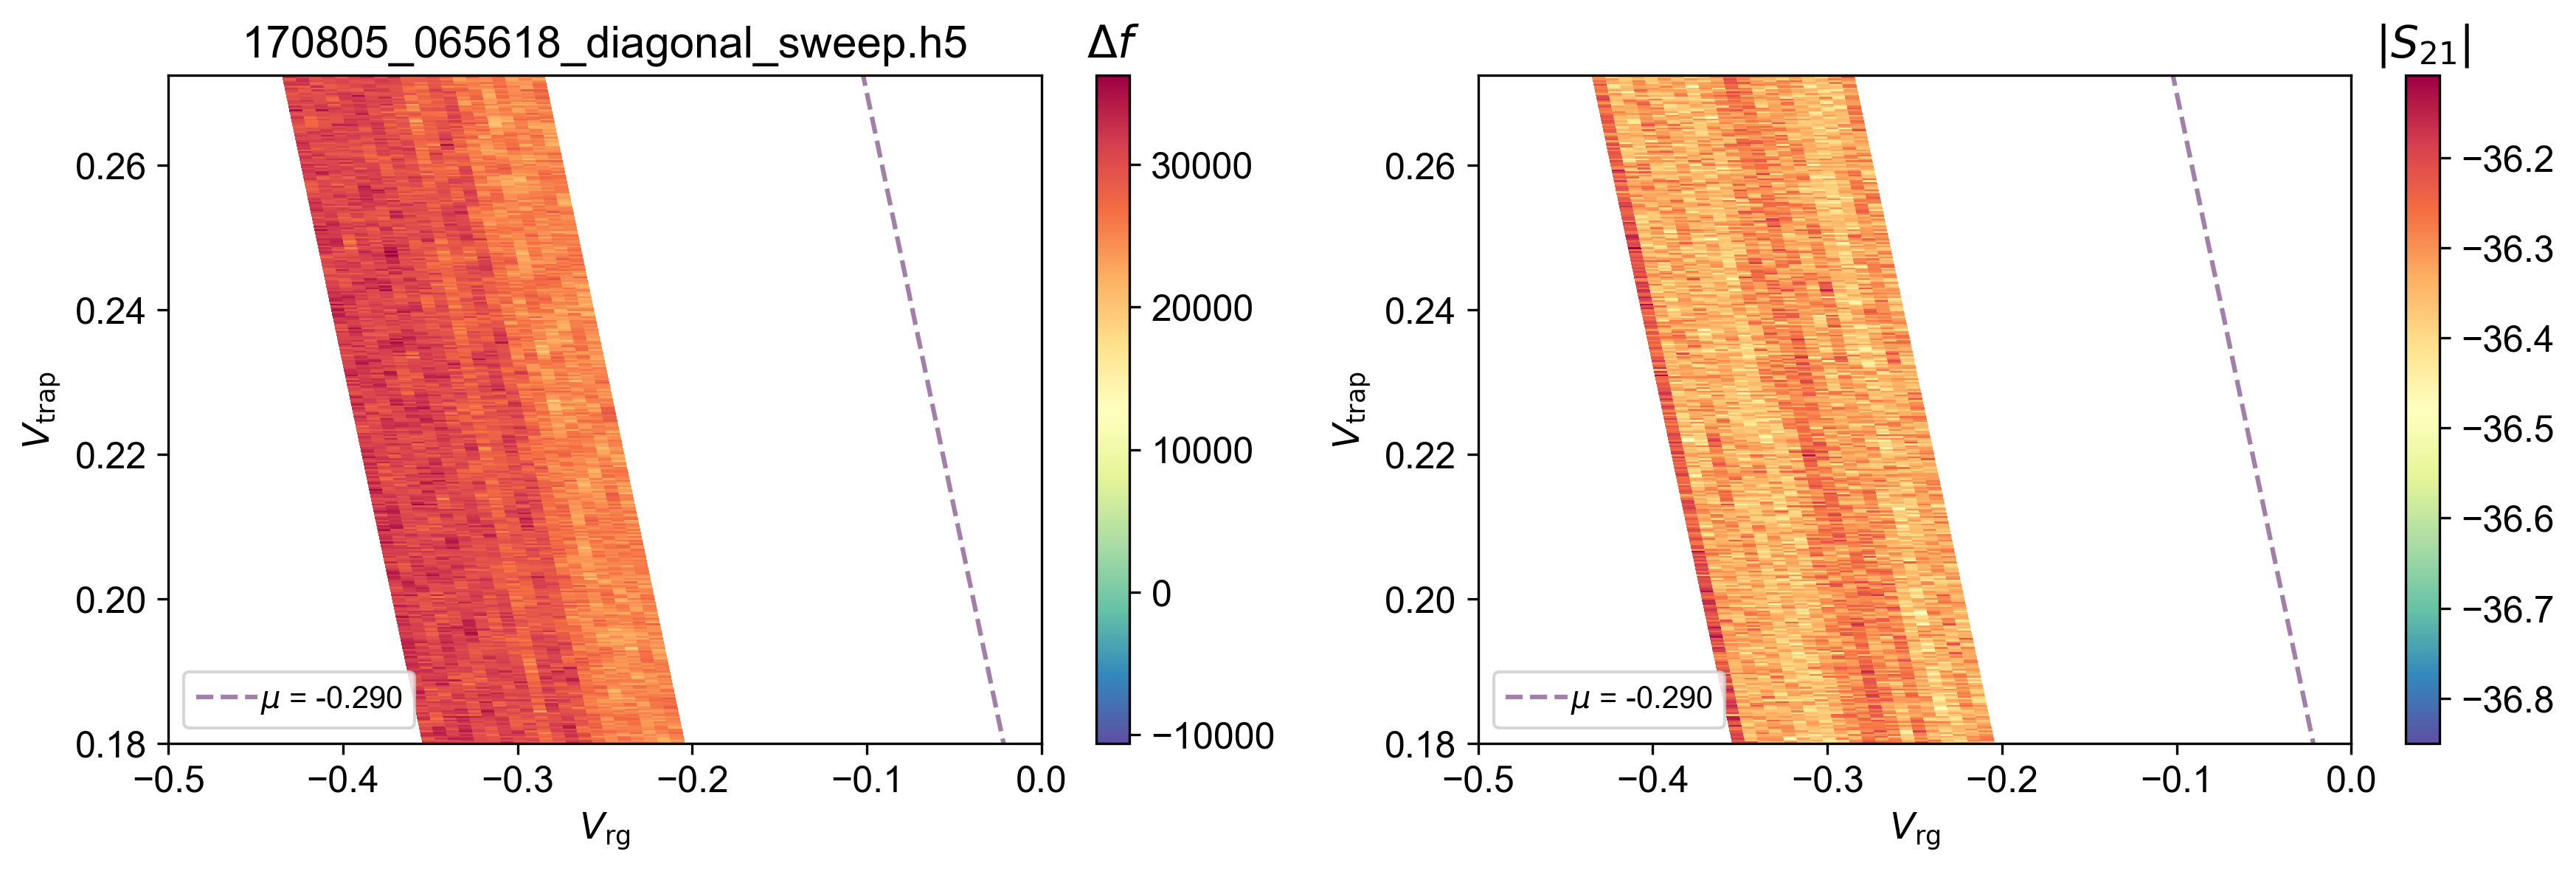 170805_065618_diagonal_sweep.h5
Δf
0.26
0.24
0.22
0.20
0.18
V_trap
μ = -0.290
−0.5 −0.4 −0.3 −0.2 −0.1 0.0
V_rg
30000
20000
10000
0
−10000
|S_21|
0.26
0.24
0.22
0.20
0.18
V_trap
μ = -0.290
−0.5 −0.4 −0.3 −0.2 −0.1 0.0
V_rg
−36.2
−36.3
−36.4
−36.5
−36.6
−36.7
−36.8